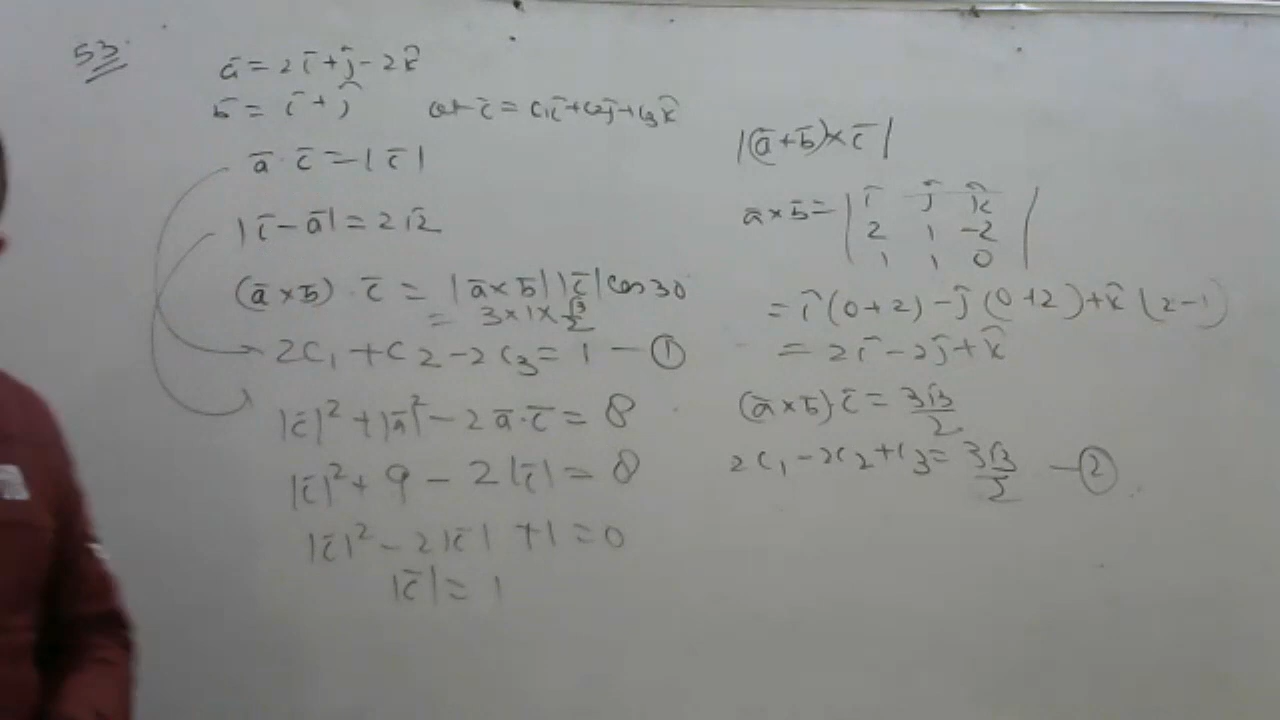 53.
a̅ = 2i̅ + ĵ - 2k̂
b̅ = i̅ + ĵ
c̅ = c₁i̅ + c₂j̅ + c₃k̂
a̅ · c̅ = |c̅|
|c̅ - a̅| = 2√2
(a̅ × b̅) · c̅ = |a̅ × b̅| |c̅| cos 30
= 3 × 1 × √3/2
2c₁ + c₂ - 2c₃ = 1 — ①
|c̅|² + |a̅|² - 2a̅·c̅ = 8
|c̅|² + 9 - 2|c̅| = 8
|c̅|² - 2|c̅| + 1 = 0
|c̅| = 1
|(a̅ + b̅) × c̅|
a̅ × b̅ = | i̅ ĵ k̂ |
| 2 1 -2 |
| 1 1 0 |
= i̅(0+2) - j̅(0+2) + k̅(2-1)
= 2i̅ - 2j̅ + k̂
(a̅ × b̅) · c̅ = 3√3/2
2c₁ - 2c₂ + c₃ = 3√3/2 — ②